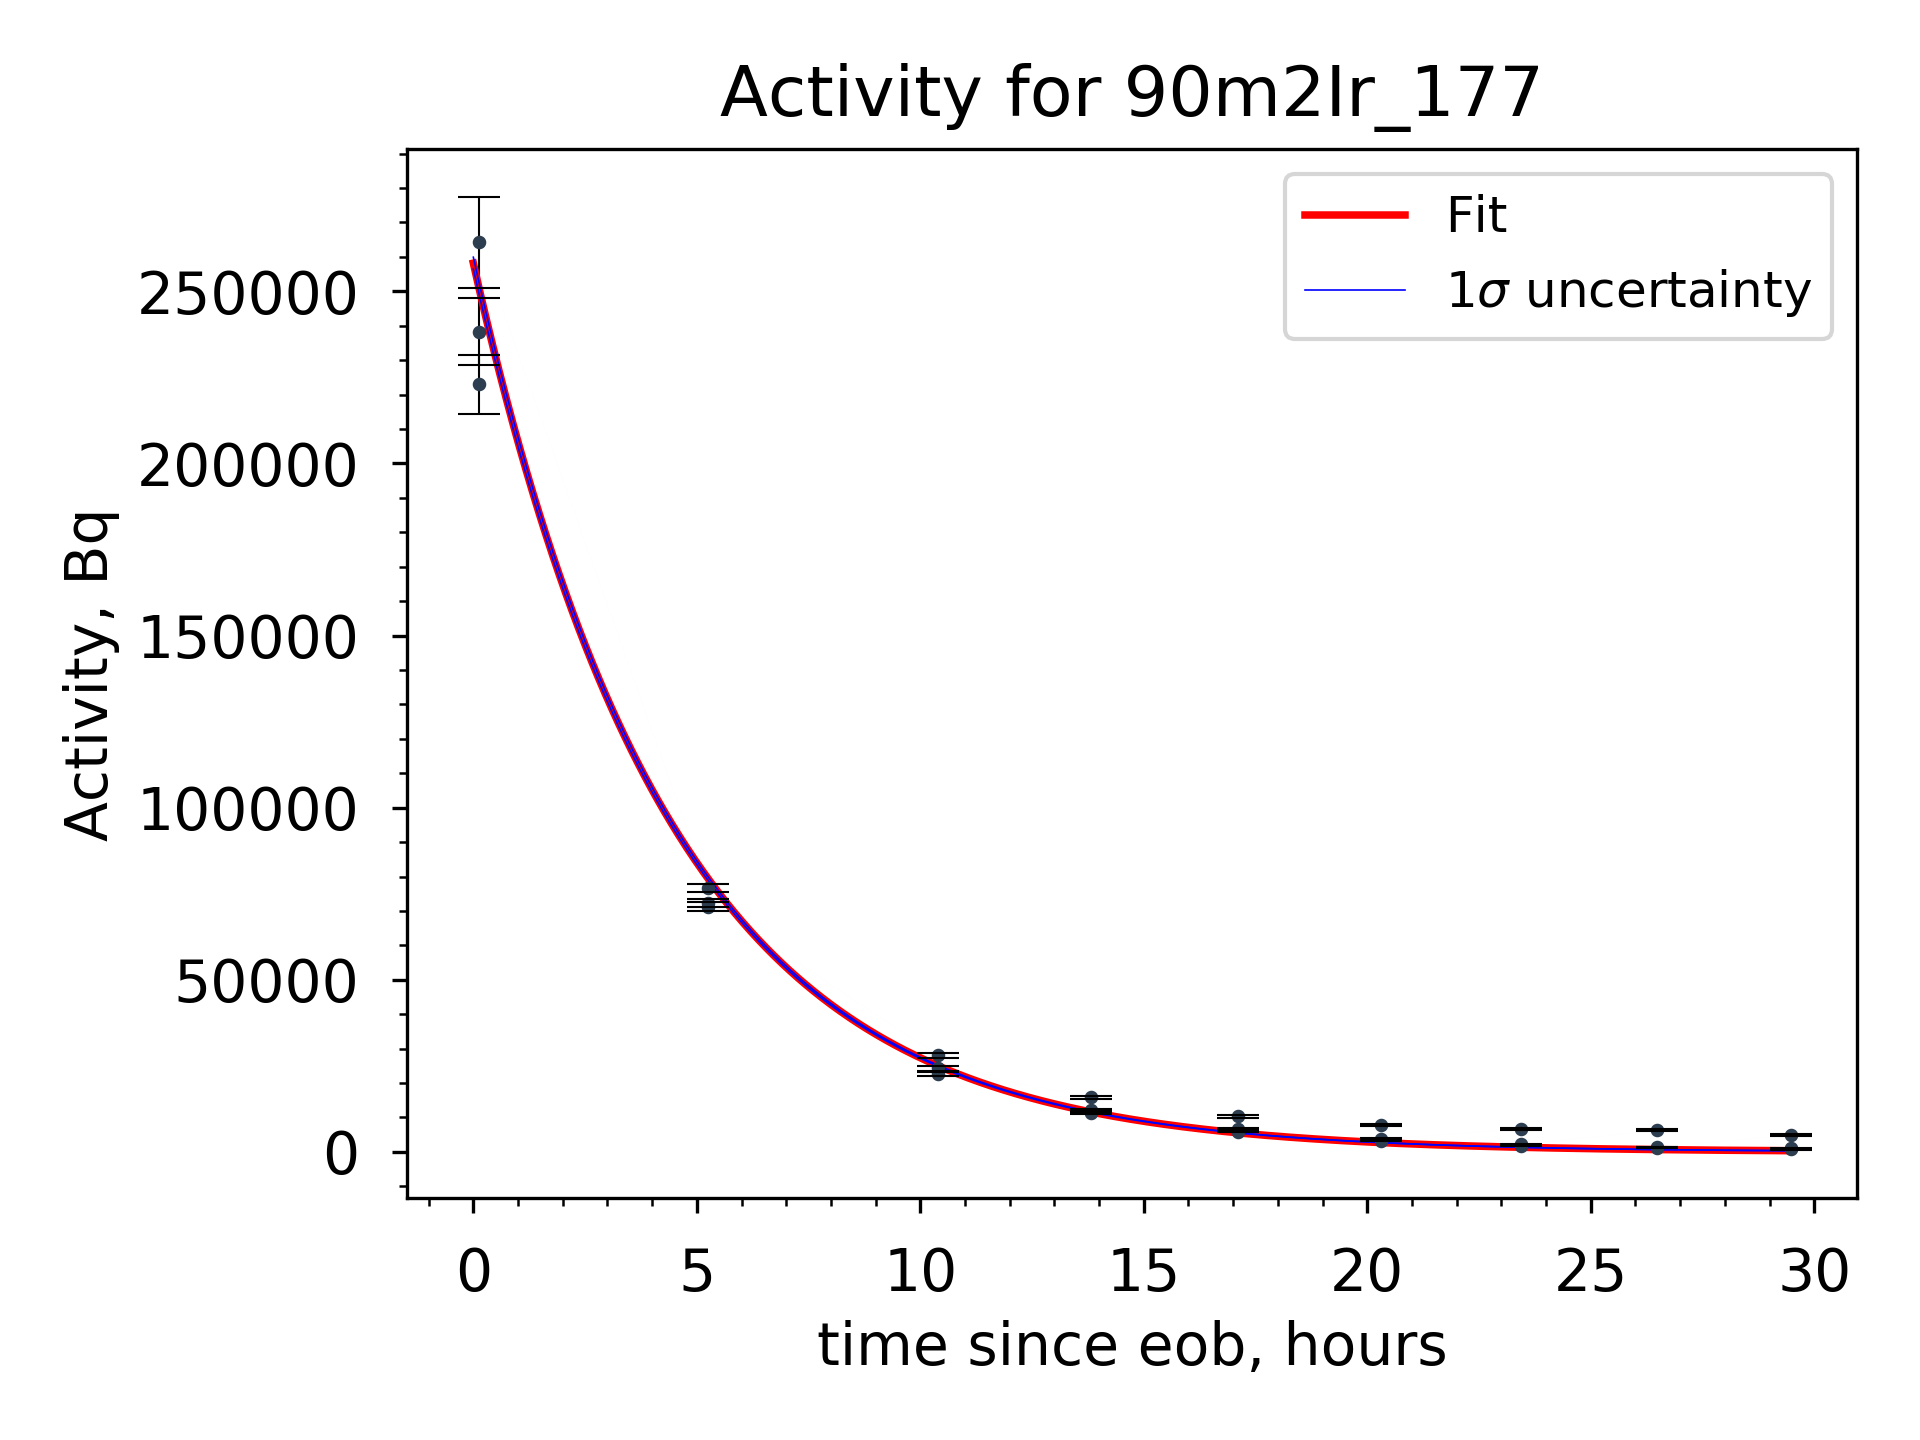 Activity for 90m2Ir_177
Fit
1σ uncertainty
Activity, Bq
250000
200000
150000
100000
50000
0
0 5 10 15 20 25 30
time since eob, hours